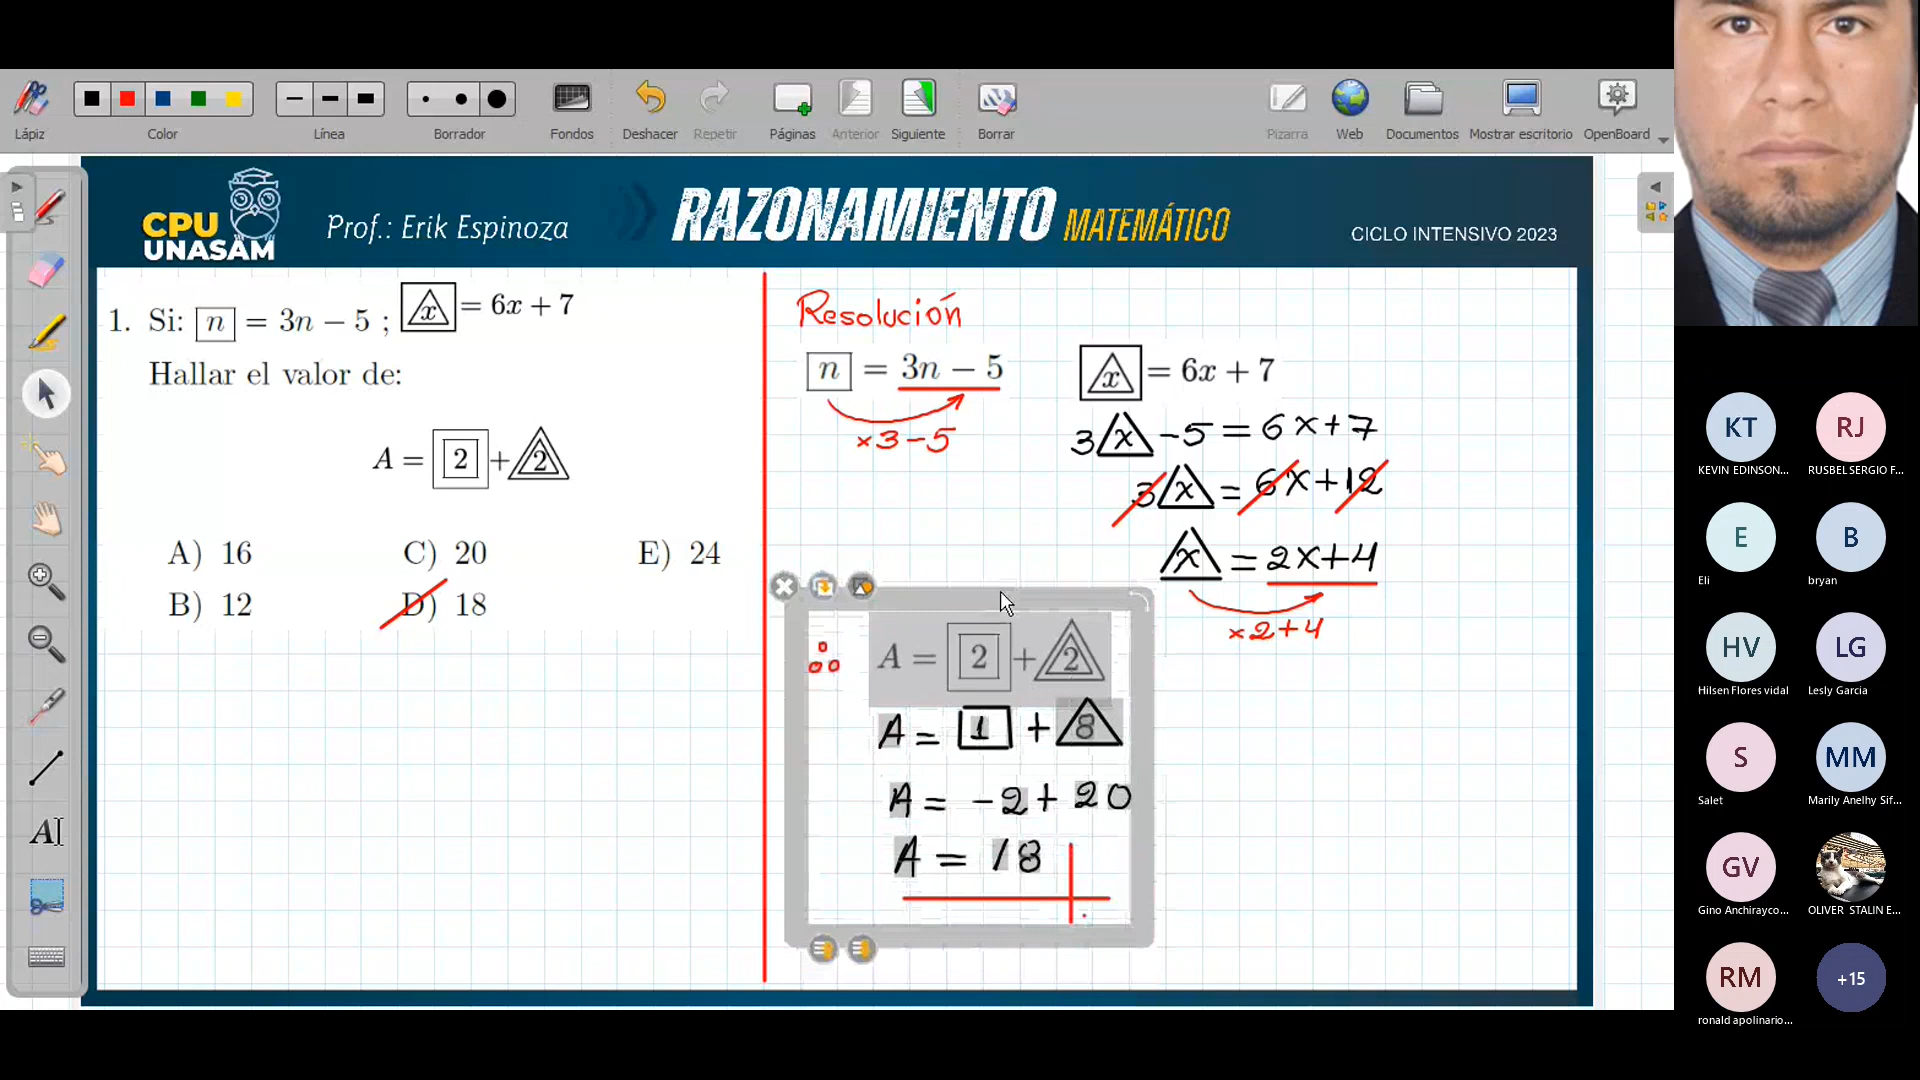 Lápiz
Color
Línea
Borrador
Fondos
Deshacer
Repetir
Páginas
Anterior
Siguiente
Borrar
Pizarra
Web
Documentos
Mostrar escritorio
OpenBoard
CPU
UNASAM
Prof.: Erik Espinoza
RAZONAMIENTO MATEMÁTICO
CICLO INTENSIVO 2023
1. Si: n = 3n − 5 ; x = 6x + 7
Hallar el valor de:
A = 2 + 2
A) 16
C) 20
E) 24
B) 12
D) 18
Resolución
n = 3n − 5
×3−5
x = 6x + 7
3x −5 = 6x+7
3x = 6x+12
x = 2x+4
×2+4
A = 2 + 2
A = 1 + 8
A = −2 + 20
A = 18
A
KT
KEVIN EDINSON...
RJ
RUSBEL SERGIO F...
E
Eli
B
bryan
HV
Hilsen Flores vidal
LG
Lesly Garcia
S
Salet
MM
Marily Anelhy Sif...
GV
Gino Anchirayco...
OLIVER STALIN E...
RM
ronald apolinario...
+15